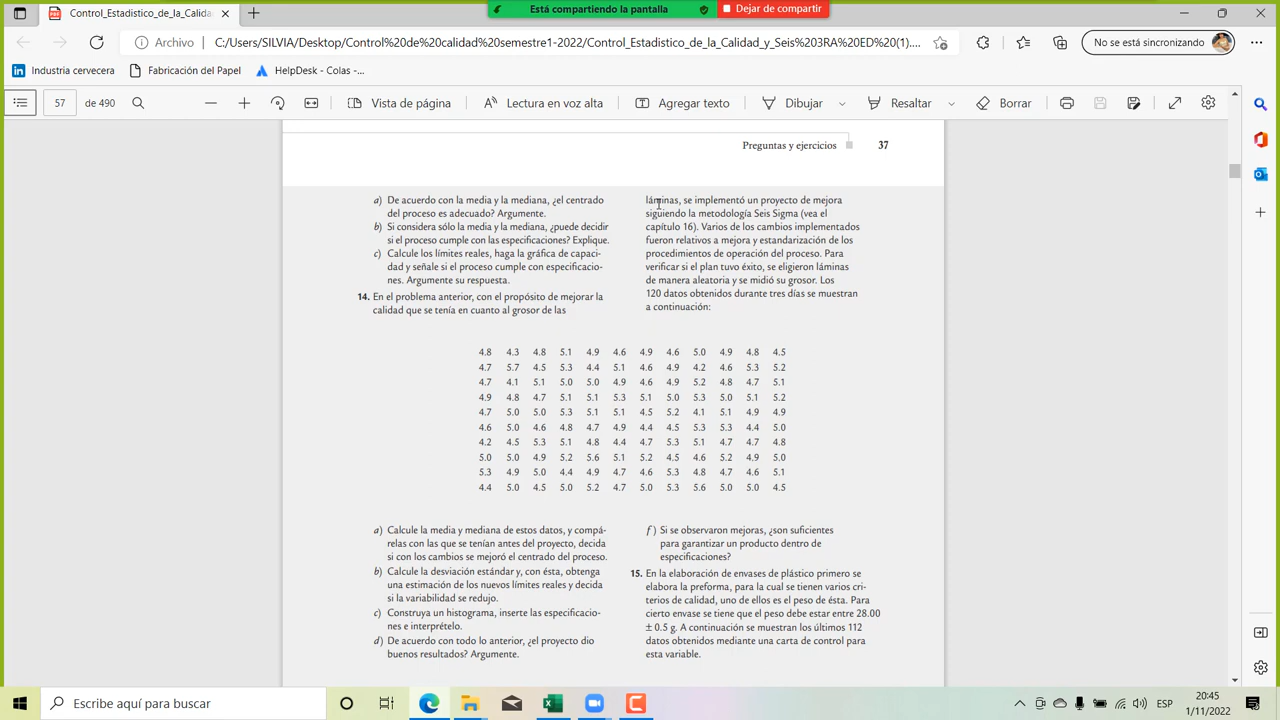 Está compartiendo la pantalla
Dejar de compartir
Control_Estadistico_de_la_Calida
Archivo
C:/Users/SILVIA/Desktop/Control%20de%20calidad%20semestre1-2022/Control_Estadistico_de_la_Calidad_y_Seis%203RA%20ED%20(1)....
No se está sincronizando
Industria cervecera
Fabricación del Papel
HelpDesk - Colas -...
57
de 490
Vista de página
Lectura en voz alta
Agregar texto
Dibujar
Resaltar
Borrar
Preguntas y ejercicios 37
a) De acuerdo con la media y la mediana, ¿el centrado
del proceso es adecuado? Argumente.
b) Si considera sólo la media y la mediana, ¿puede decidir
si el proceso cumple con las especificaciones? Explique.
c) Calcule los límites reales, haga la gráfica de capaci-
dad y señale si el proceso cumple con especificacio-
nes. Argumente su respuesta.
14. En el problema anterior, con el propósito de mejorar la
calidad que se tenía en cuanto al grosor de las
láminas, se implementó un proyecto de mejora
siguiendo la metodología Seis Sigma (vea el
capítulo 16). Varios de los cambios implementados
fueron relativos a mejora y estandarización de los
procedimientos de operación del proceso. Para
verificar si el plan tuvo éxito, se eligieron láminas
de manera aleatoria y se midió su grosor. Los
120 datos obtenidos durante tres días se muestran
a continuación:
4.8 4.3 4.8 5.1 4.9 4.6 4.9 4.6 5.0 4.9 4.8 4.5
4.7 5.7 4.5 5.3 4.4 5.1 4.6 4.9 4.2 4.6 5.3 5.2
4.7 4.1 5.1 5.0 5.0 4.9 4.6 4.9 5.2 4.8 4.7 5.1
4.9 4.8 4.7 5.1 5.1 5.3 5.1 5.0 5.3 5.0 5.1 5.2
4.7 5.0 5.0 5.3 5.1 5.1 4.5 5.2 4.1 5.1 4.9 4.9
4.6 5.0 4.6 4.8 4.7 4.9 4.4 4.5 5.3 5.3 4.4 5.0
4.2 4.5 5.3 5.1 4.8 4.4 4.7 5.3 5.1 4.7 4.7 4.8
5.0 5.0 4.9 5.2 5.6 5.1 5.2 4.5 4.6 5.2 4.9 5.0
5.3 4.9 5.0 4.4 4.9 4.7 4.6 5.3 4.8 4.7 4.6 5.1
4.4 5.0 4.5 5.0 5.2 4.7 5.0 5.3 5.6 5.0 5.0 4.5
a) Calcule la media y mediana de estos datos, y compá-
relas con las que se tenían antes del proyecto, decida
si con los cambios se mejoró el centrado del proceso.
b) Calcule la desviación estándar y, con ésta, obtenga
una estimación de los nuevos límites reales y decida
si la variabilidad se redujo.
c) Construya un histograma, inserte las especificacio-
nes e interprételo.
d) De acuerdo con todo lo anterior, ¿el proyecto dio
buenos resultados? Argumente.
f) Si se observaron mejoras, ¿son suficientes
para garantizar un producto dentro de
especificaciones?
15. En la elaboración de envases de plástico primero se
elabora la preforma, para la cual se tienen varios cri-
terios de calidad, uno de ellos es el peso de ésta. Para
cierto envase se tiene que el peso debe estar entre 28.00
± 0.5 g. A continuación se muestran los últimos 112
datos obtenidos mediante una carta de control para
esta variable.
Escribe aquí para buscar
ESP
20:45
1/11/2022